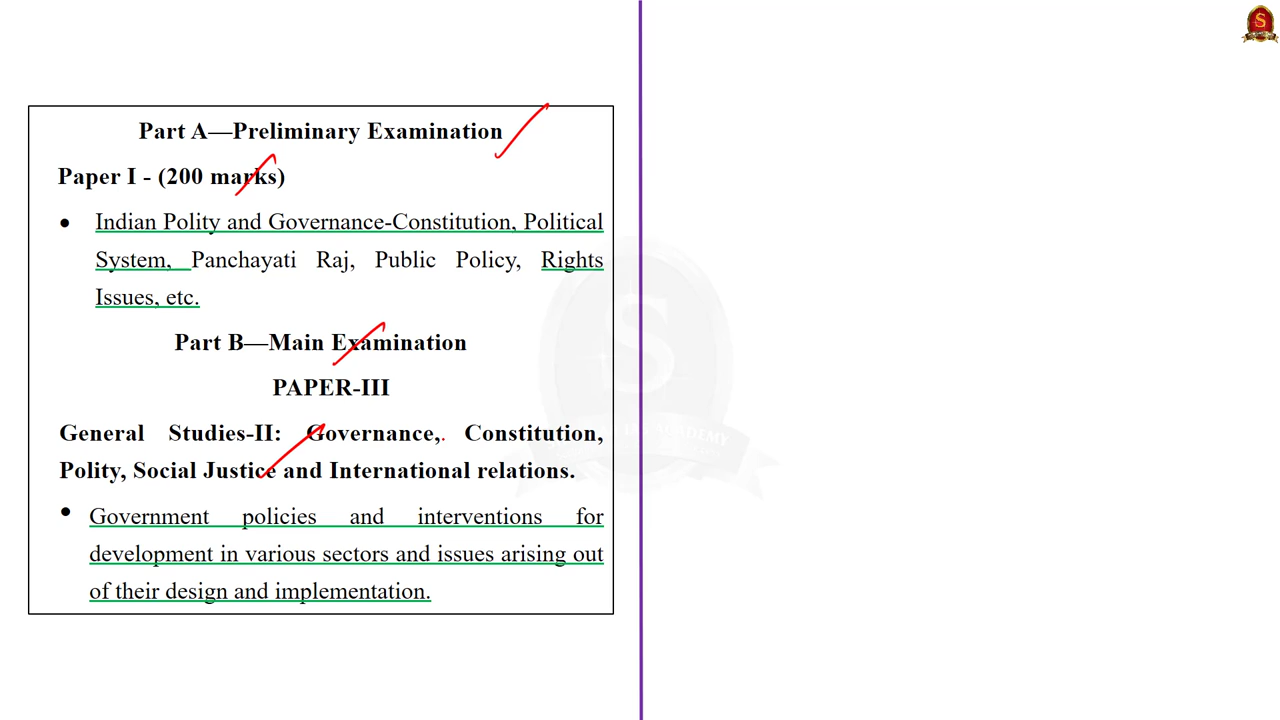 S
Part A—Preliminary Examination
Paper I - (200 marks)
• Indian Polity and Governance-Constitution, Political
System, Panchayati Raj, Public Policy, Rights
Issues, etc.
Part B—Main Examination
PAPER-III
General Studies-II: Governance,. Constitution,
Polity, Social Justice and International relations.
• Government policies and interventions for
development in various sectors and issues arising out
of their design and implementation.
S
ACADEMY